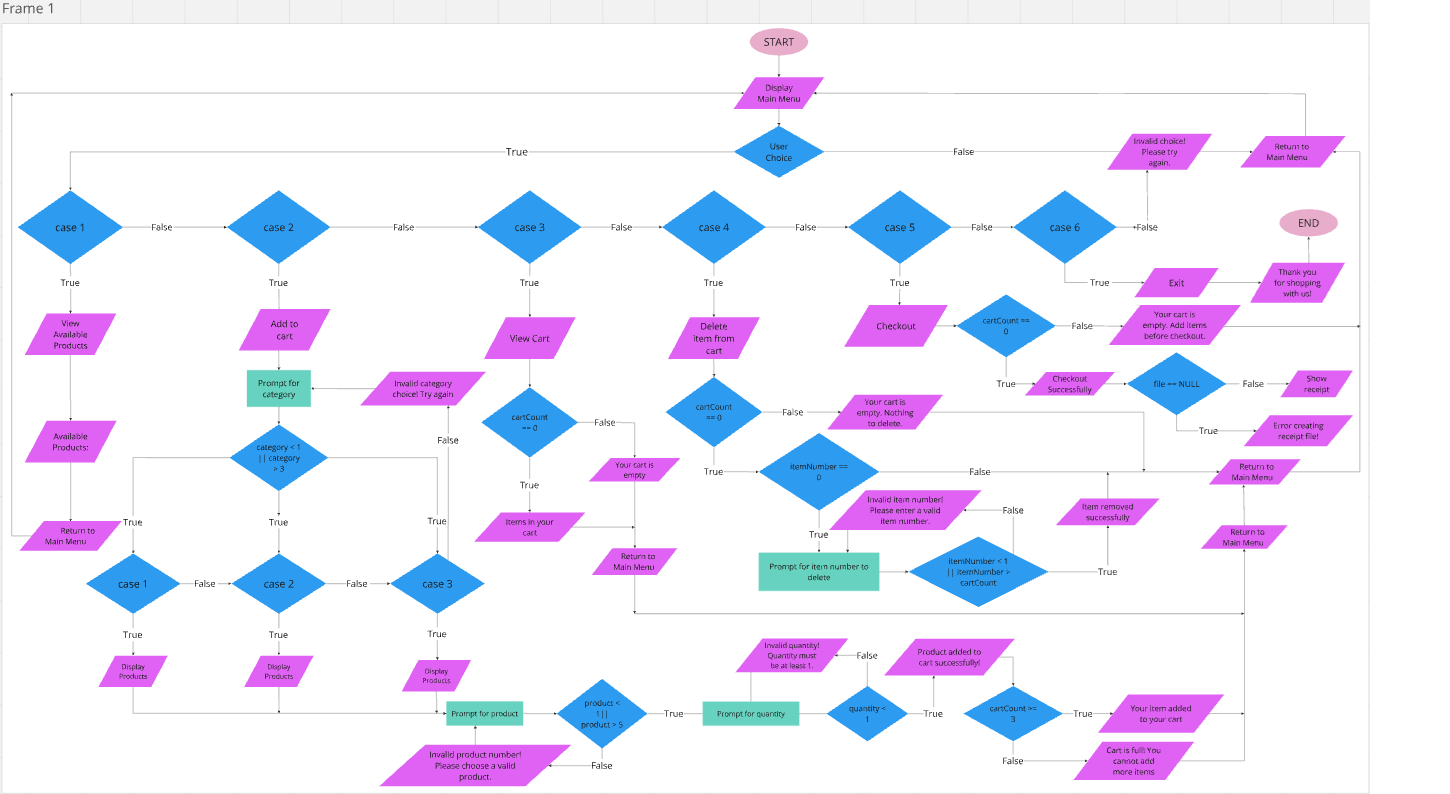 Frame 1
START
Display
Main Menu
User
Choice
True
False
Invalid choice!
Please try
again.
Return to
Main Menu
case 1
False
case 2
False
case 3
False
case 4
False
case 5
False
case 6
False
END
True
True
True
True
True
True
Exit
Thank you
for shopping
with us!
View
Available
Products
Add to
cart
View Cart
Delete
item from
cart
Checkout
cartCount ==
0
False
Your cart is
empty. Add items
before checkout.
Prompt for
category
Invalid category
choice! Try again
True
Checkout
Successfully
file == NULL
False
Show
receipt
cartCount
== 0
False
cartCount
== 0
False
Your cart is
empty. Nothing
to delete.
True
Error creating
receipt file!
Available
Products:
category < 1
|| category
> 3
False
Your cart is
empty
True
itemNumber ==
0
False
Return to
Main Menu
True
Invalid item number!
Please enter a valid
item number.
False
Item removed
successfully
Return to
Main Menu
True
True
True
Items in your
cart
True
Return to
Main Menu
Return to
Main Menu
Prompt for item number to
delete
itemNumber < 1
|| itemNumber >
cartCount
True
case 1
False
case 2
False
case 3
True
True
True
Display
Products
Display
Products
Display
Products
Invalid quantity!
Quantity must
be at least 1.
False
Product added to
cart successfully!
Prompt for product
product <
1||
product > 5
True
Prompt for quantity
quantity <
1
True
cartCount >=
3
True
Your item added
to your cart
Invalid product number!
Please choose a valid
product.
False
False
Cart is full! You
cannot add
more items